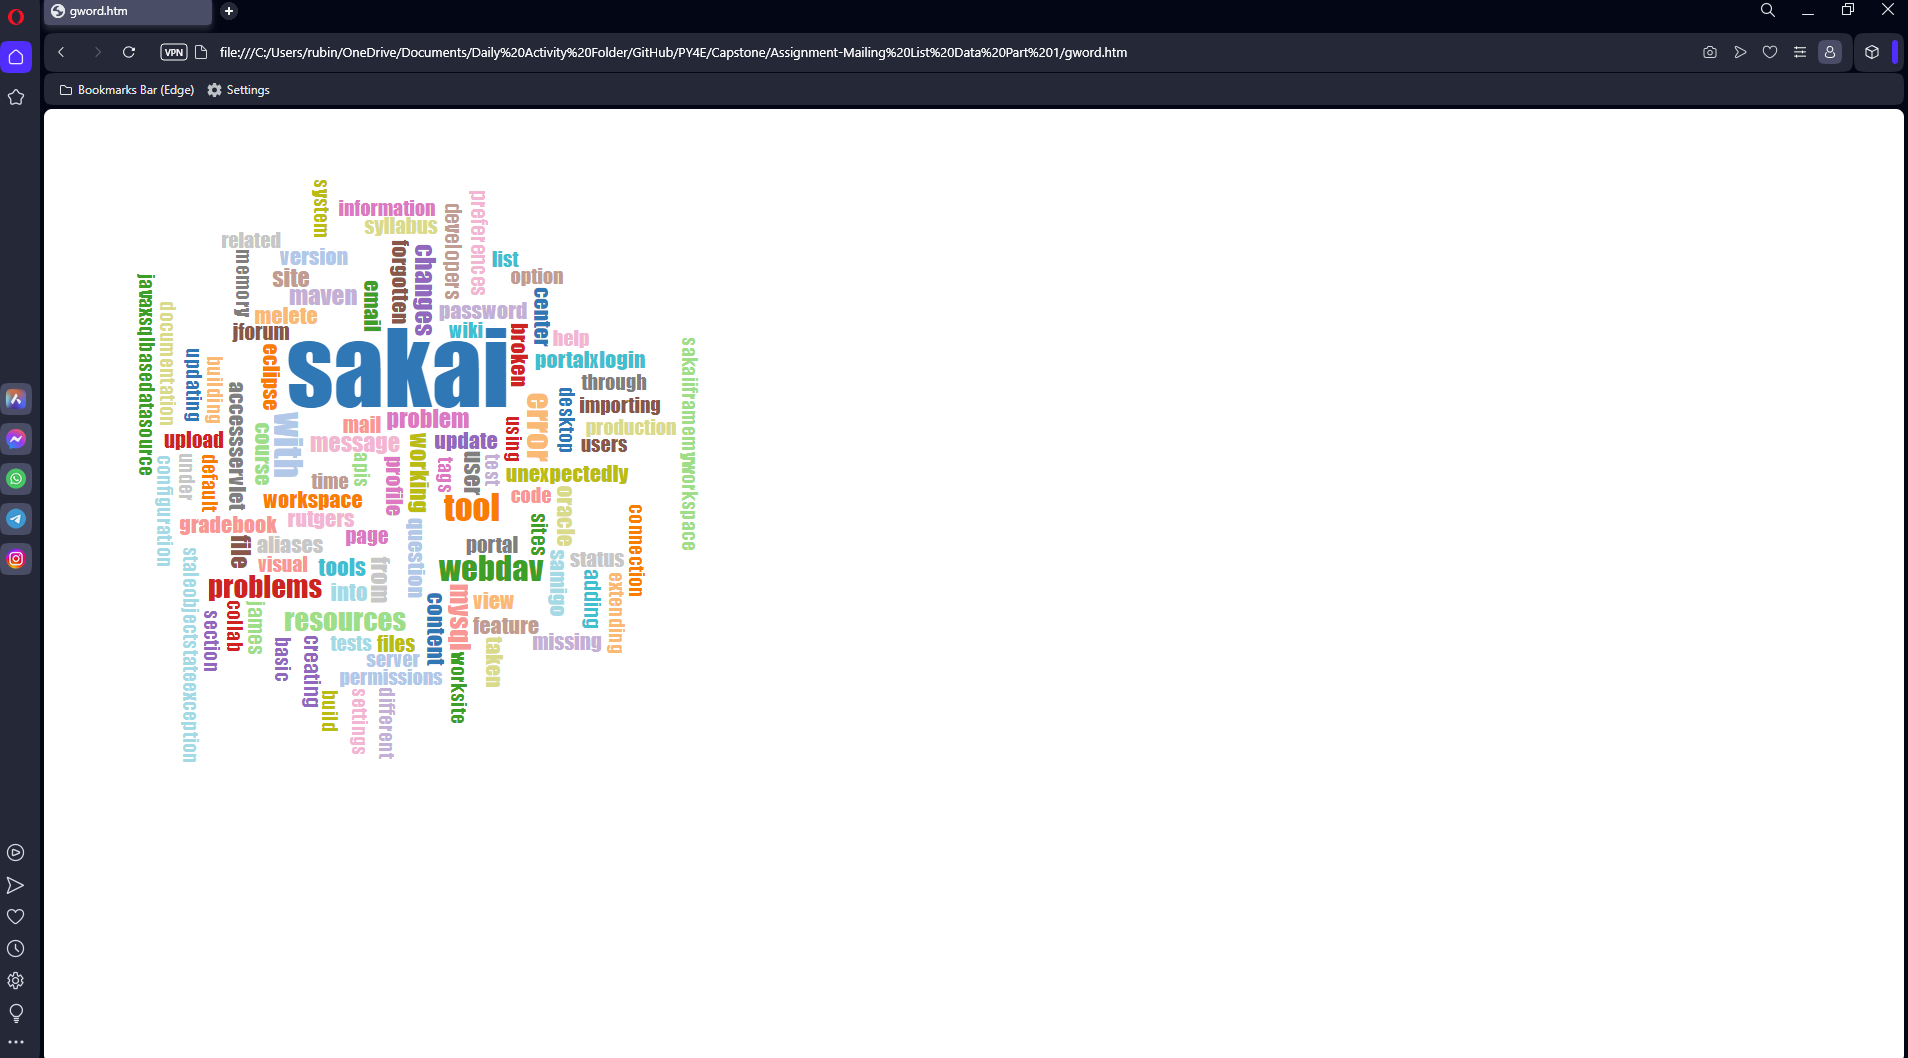 gword.htm
VPN
file:///C:/Users/rubin/OneDrive/Documents/Daily%20Activity%20Folder/GitHub/PY4E/Capstone/Assignment-Mailing%20List%20Data%20Part%201/gword.htm
Bookmarks Bar (Edge)
Settings
system
information
preferences
developers
syllabus
related
forgotten
changes
version
memory
list
site
option
javaxsqlbasedatasource
maven
email
center
documentation
password
melete
wiki
broken
jforum
help
sakai
sakaiiframemyworkspace
eclipse
updating
portalxlogin
building
through
accessservlet
desktop
error
importing
with
problem
mail
using
production
course
upload
message
working
update
users
apis
user
test
under
default
profile
tags
unexpectedly
configuration
time
code
oracle
workspace
tool
connection
rutgers
sites
gradebook
question
file
page
portal
aliases
samigo
status
staleobjectstateexception
visual
tools
from
webdav
adding
extending
problems
into
mysql
content
view
collab
james
section
resources
feature
basic
creating
tests
files
taken
missing
server
worksite
permissions
build
settings
different